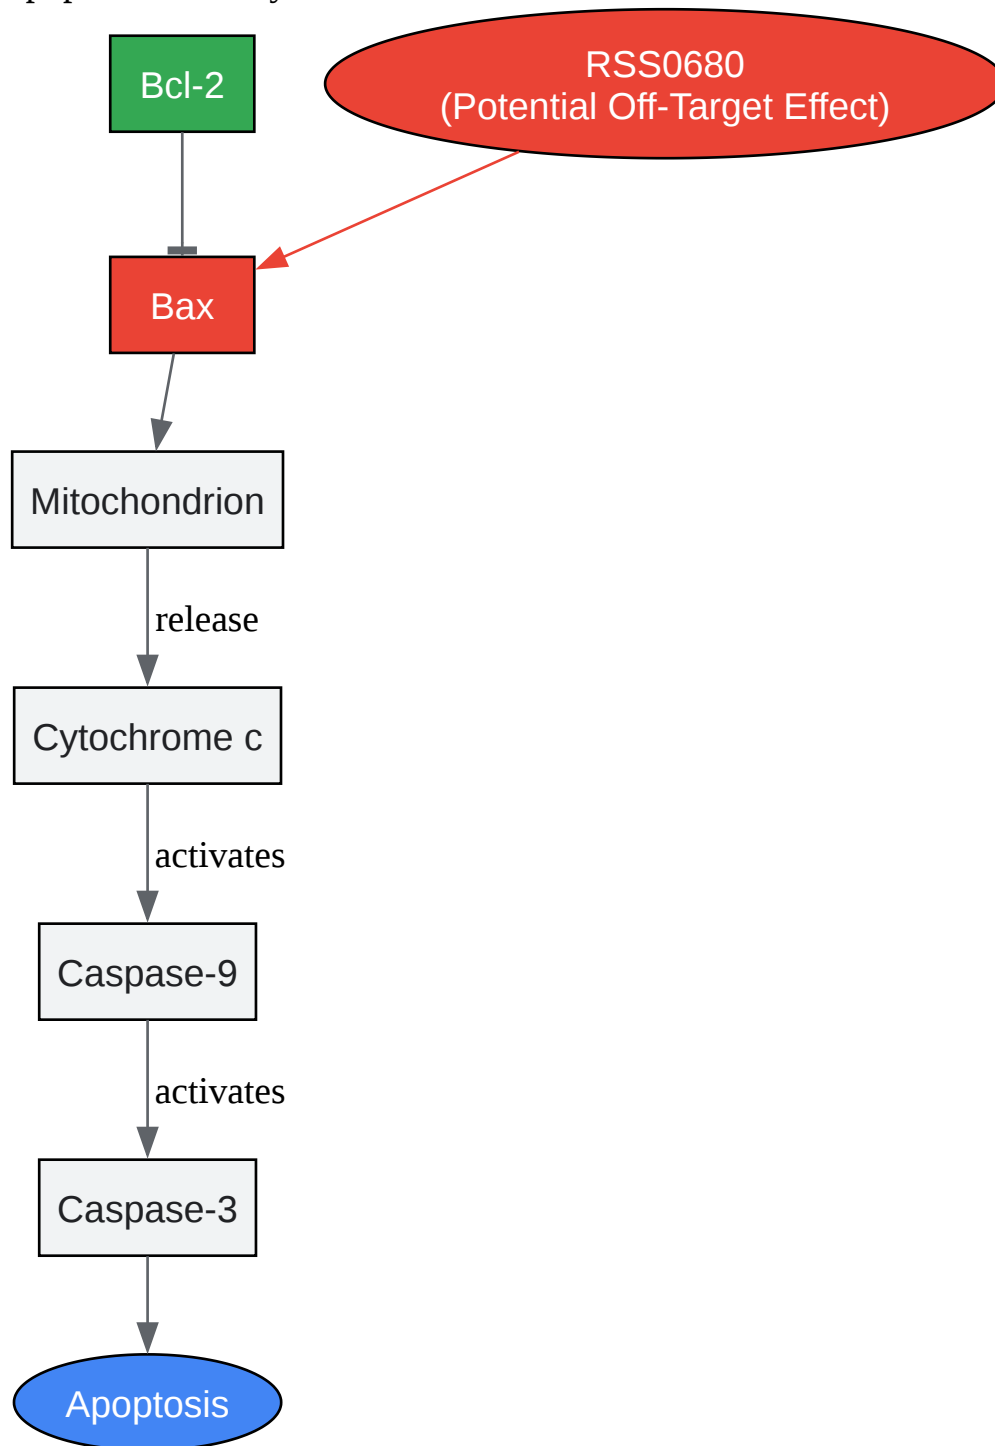 Bcl-2
RSS0680
(Potential Off-Target Effect)
Bax
Mitochondrion
release
Cytochrome c
activates
Caspase-9
activates
Caspase-3
Apoptosis